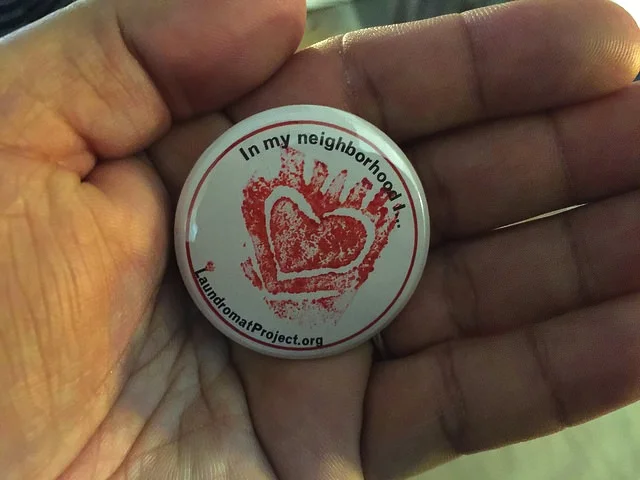 In my neighborhood I...
LaundromatProject.org